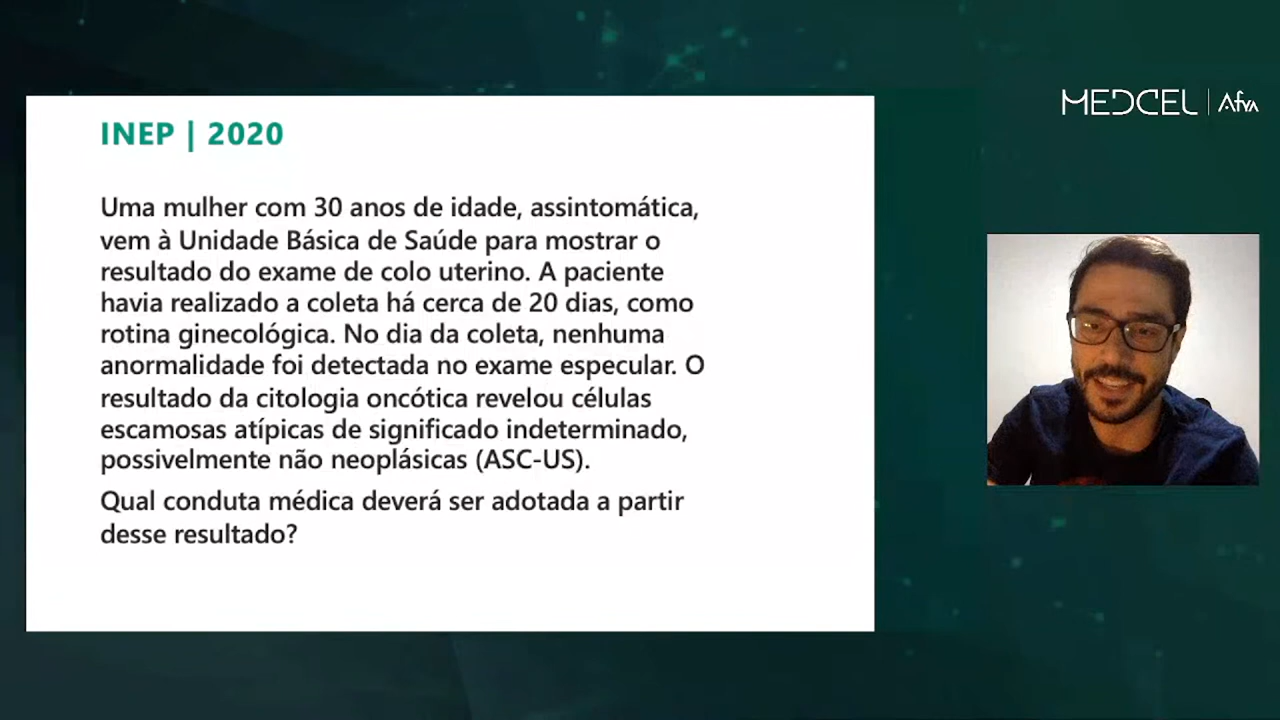 INEP | 2020
Uma mulher com 30 anos de idade, assintomática,
vem à Unidade Básica de Saúde para mostrar o
resultado do exame de colo uterino. A paciente
havia realizado a coleta há cerca de 20 dias, como
rotina ginecológica. No dia da coleta, nenhuma
anormalidade foi detectada no exame especular. O
resultado da citologia oncótica revelou células
escamosas atípicas de significado indeterminado,
possivelmente não neoplásicas (ASC-US).
Qual conduta médica deverá ser adotada a partir
desse resultado?
MEDCEL | Afya